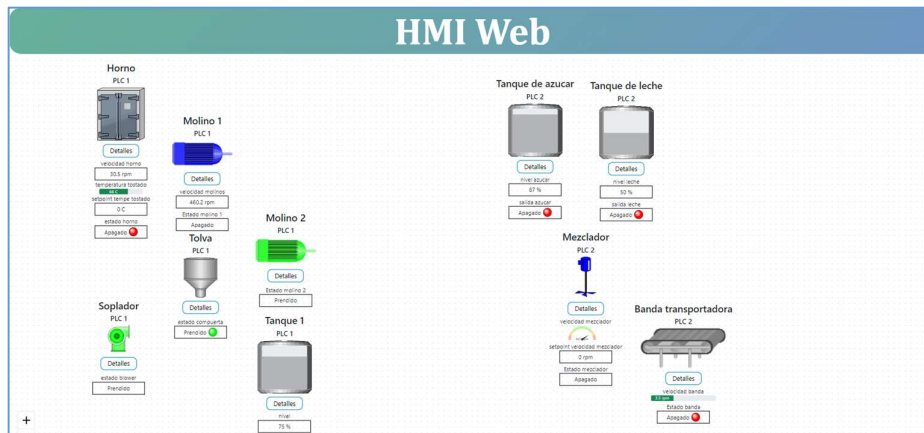 HMI Web
Horno
PLC 1
Detalles
velocidad horno
30.5 rpm
temperatura tostado
setpoint tempe tostado
0 C
estado horno
Apagado
Molino 1
PLC 1
Detalles
velocidad molinos
460.2 rpm
Estado molino 1
Apagado
Tolva
PLC 1
Detalles
estado compuerta
Prendido
Soplador
PLC 1
Detalles
estado blower
Prendido
Molino 2
PLC 1
Detalles
Estado molino 2
Prendido
Tanque 1
PLC 1
Detalles
nivel
75 %
Tanque de azucar
PLC 2
Detalles
nivel azucar
87 %
salida azucar
Apagado
Tanque de leche
PLC 2
Detalles
nivel leche
50 %
salida leche
Apagado
Mezclador
PLC 2
Detalles
velocidad mezclador
setpoint velocidad mezclador
0 rpm
Estado mezclador
Apagado
Banda transportadora
PLC 2
Detalles
velocidad banda
Estado banda
Apagado
+